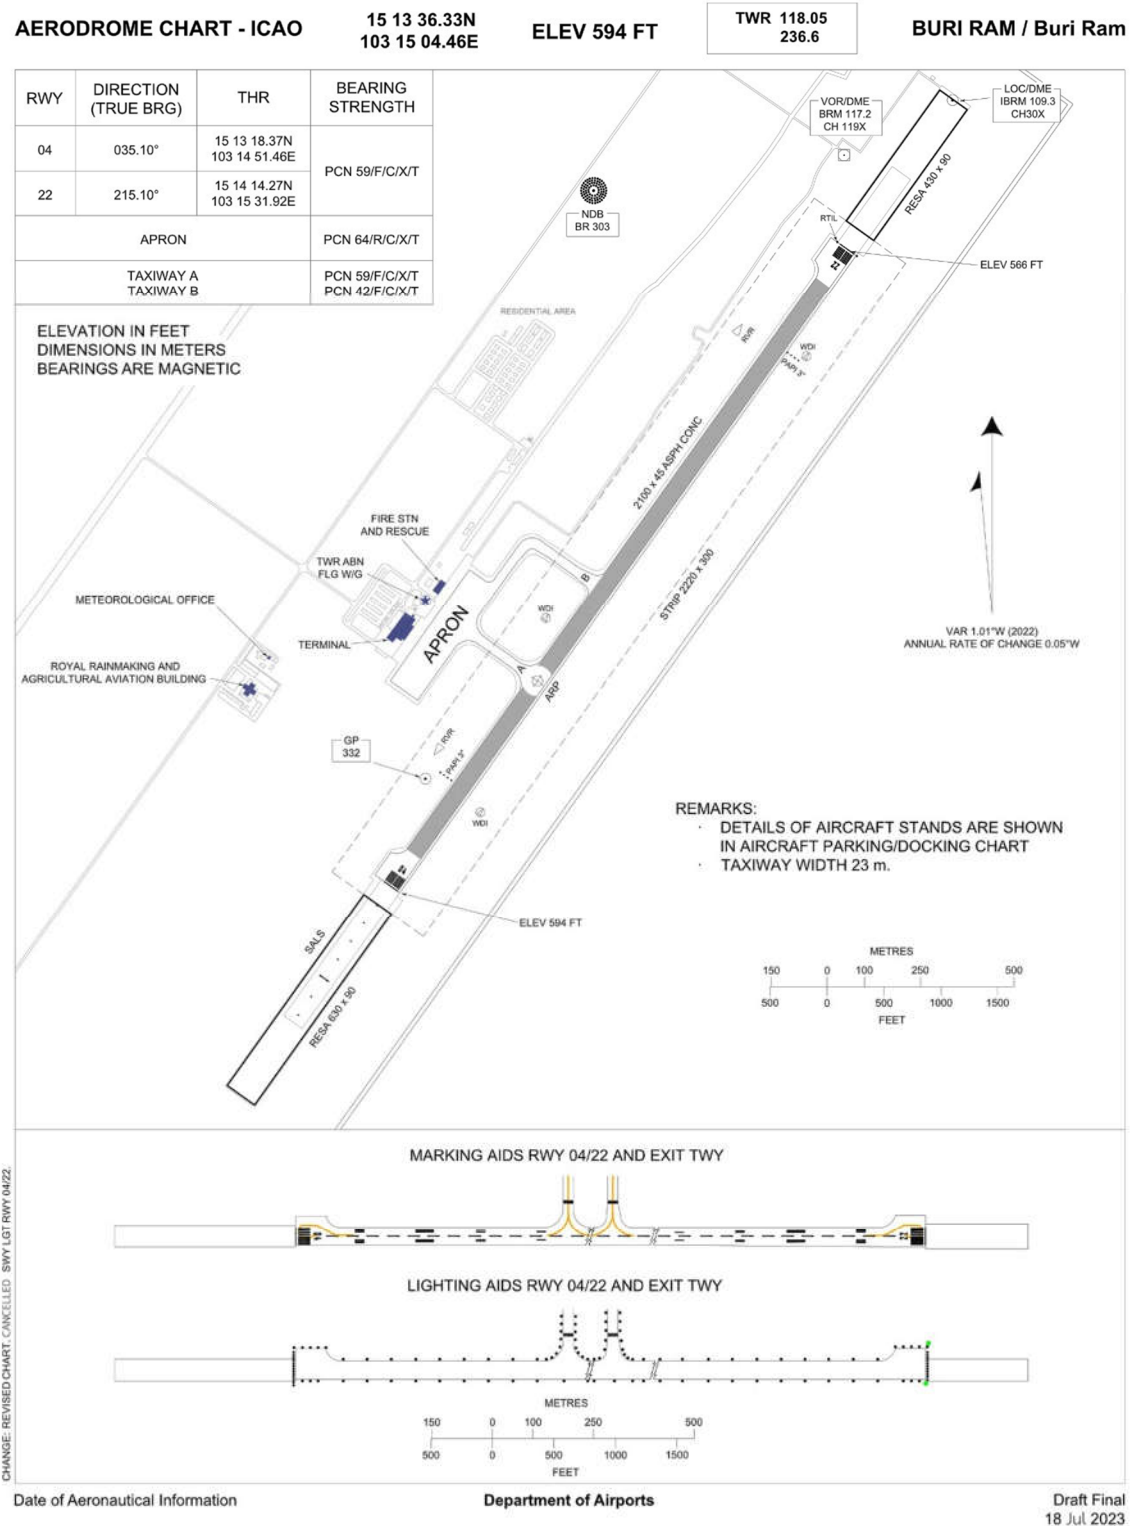 AERODROME CHART - ICAO
15 13 36.33N
103 15 04.46E
ELEV 594 FT
TWR 118.05
236.6
BURI RAM / Buri Ram
RWY
DIRECTION
(TRUE BRG)
THR
BEARING
STRENGTH
04
035.10°
15 13 18.37N
103 14 51.46E
PCN 59/F/C/X/T
22
215.10°
15 14 14.27N
103 15 31.92E
APRON
PCN 64/R/C/X/T
TAXIWAY A
TAXIWAY B
PCN 59/F/C/X/T
PCN 42/F/C/X/T
ELEVATION IN FEET
DIMENSIONS IN METERS
BEARINGS ARE MAGNETIC
LOC/DME
IBRM 109.3
CH30X
VOR/DME
BRM 117.2
CH 119X
RESA 430 x 90
NDB
BR 303
RTIL
22
ELEV 566 FT
RESIDENTIAL AREA
RVR
WDI
PAPI 3°
2100 x 45 ASPH CONC
STRIP 2220 x 300
FIRE STN
AND RESCUE
TWR ABN
FLG W/G
METEOROLOGICAL OFFICE
TERMINAL
APRON
B
WDI
A
ARP
ROYAL RAINMAKING AND
AGRICULTURAL AVIATION BUILDING
VAR 1.01°W (2022)
ANNUAL RATE OF CHANGE 0.05°W
GP
332
RVR
PAPI 3°
WDI
04
ELEV 594 FT
SALS
RESA 630 x 90
REMARKS:
· DETAILS OF AIRCRAFT STANDS ARE SHOWN
IN AIRCRAFT PARKING/DOCKING CHART
· TAXIWAY WIDTH 23 m.
METRES
150 0 100 250 500
500 0 500 1000 1500
FEET
MARKING AIDS RWY 04/22 AND EXIT TWY
04
22
LIGHTING AIDS RWY 04/22 AND EXIT TWY
METRES
150 0 100 250 500
500 0 500 1000 1500
FEET
CHANGE: REVISED CHART. CANCELLED SWY LGT RWY 04/22.
Date of Aeronautical Information
Department of Airports
Draft Final
18 Jul 2023